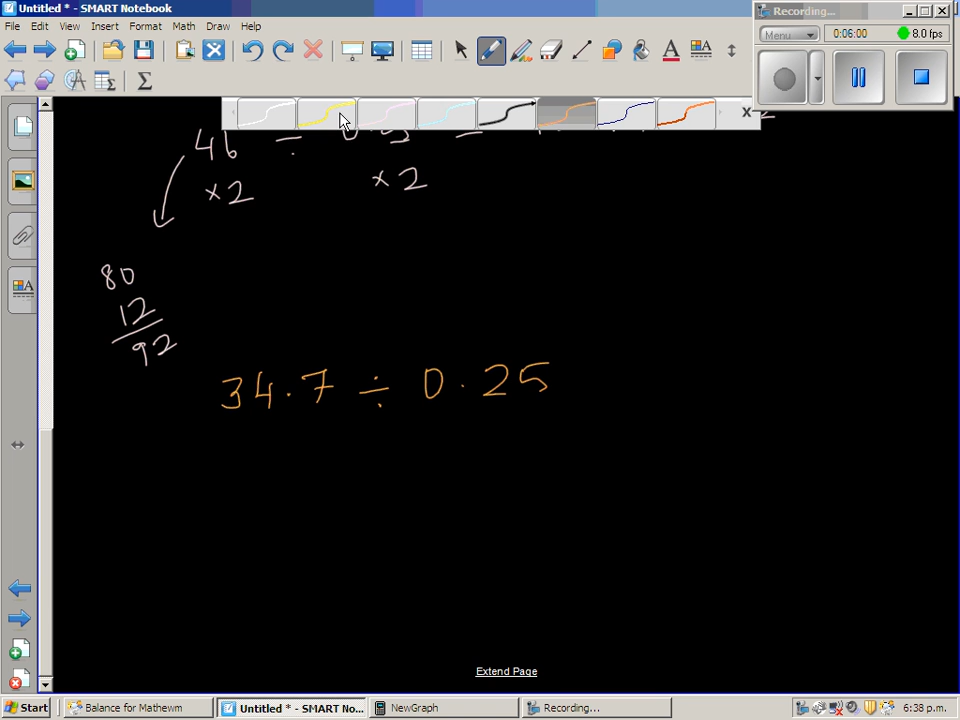 Untitled * - SMART Notebook
File Edit View Insert Format Math Draw Help
Recording...
Menu 0:06:00 8.0 fps
46 ÷ 0.5 =
×2 ×2
80
12
92
34.7 ÷ 0.25
Extend Page
Start Balance for Mathewm Untitled * - SMART No... NewGraph Recording... 6:38 p.m.